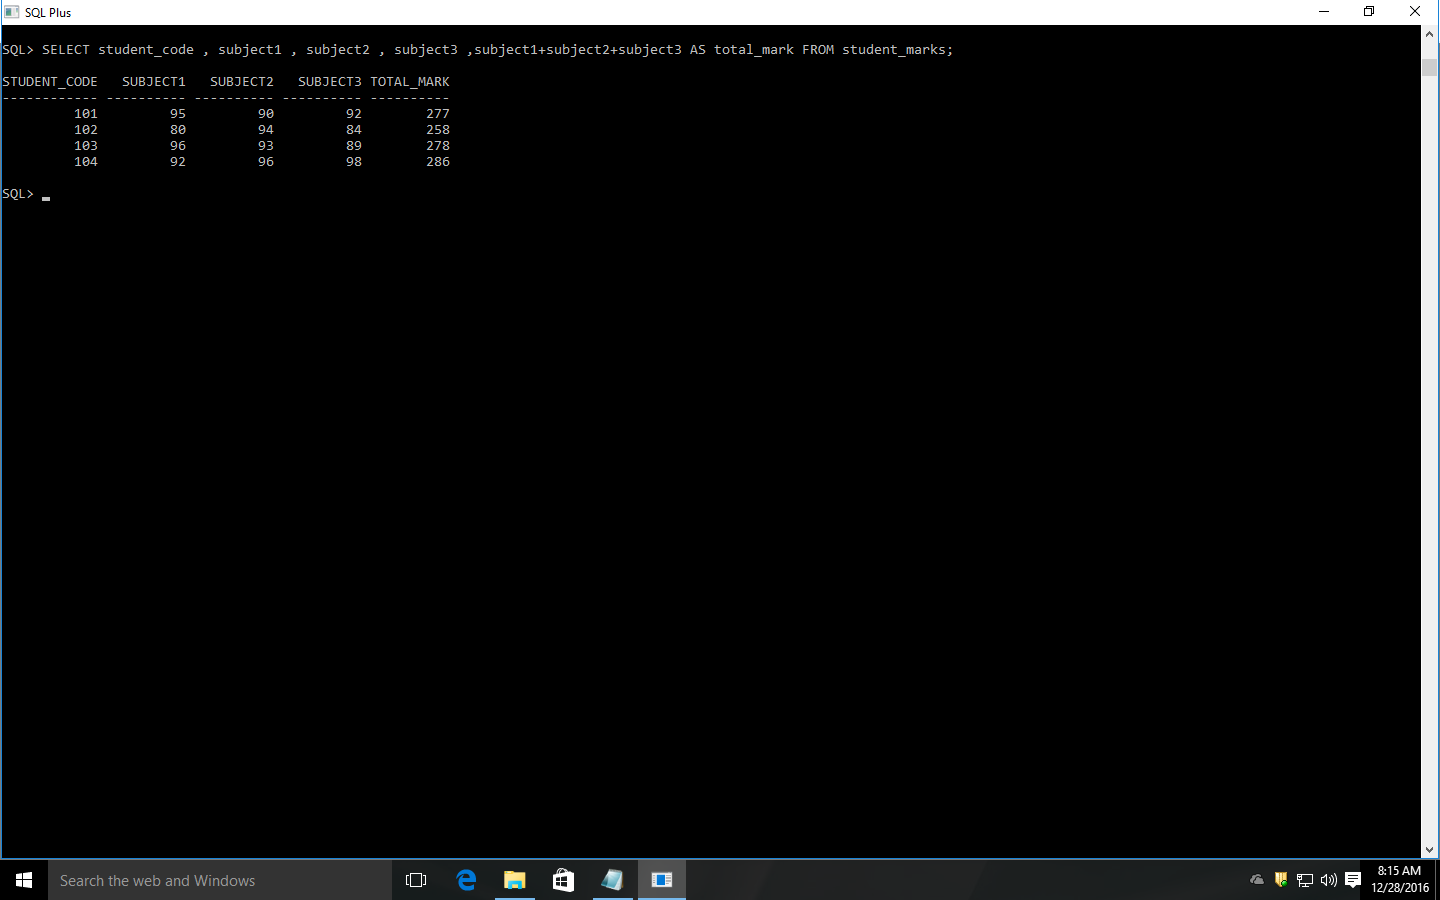 SQL Plus
SQL> SELECT student_code , subject1 , subject2 , subject3 ,subject1+subject2+subject3 AS total_mark FROM student_marks;
STUDENT_CODE   SUBJECT1   SUBJECT2   SUBJECT3 TOTAL_MARK
------------ ---------- ---------- ---------- ----------
101         95         90         92        277
102         80         94         84        258
103         96         93         89        278
104         92         96         98        286
SQL>
Search the web and Windows
8:15 AM
12/28/2016